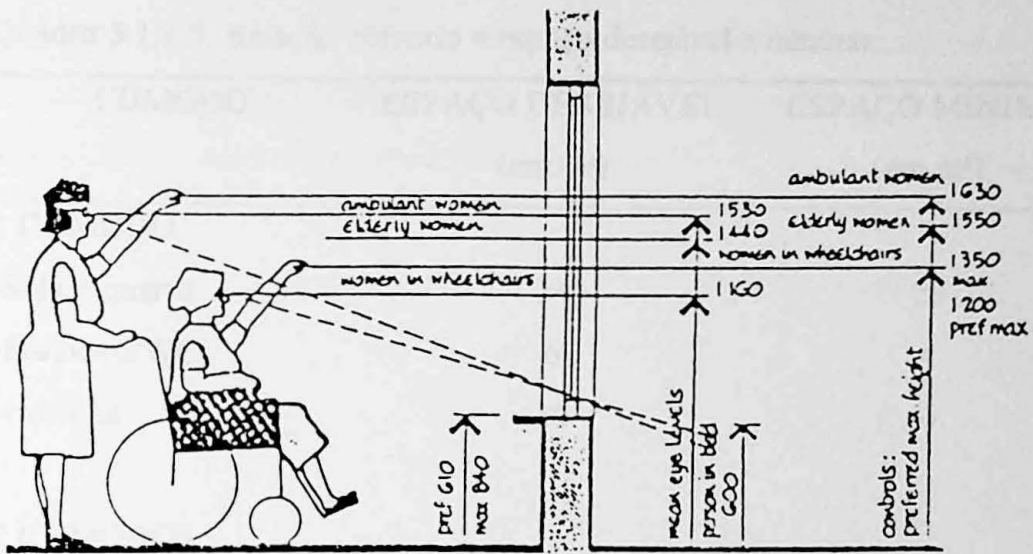 ambulant women
1630
ambulant women
1530
elderly women
1550
elderly women
1440
women in wheelchairs
1350
max
women in wheelchairs
1160
1200
pref max
pref 610
max 840
mean eye levels
person in bed
600
controls:
preferred max height